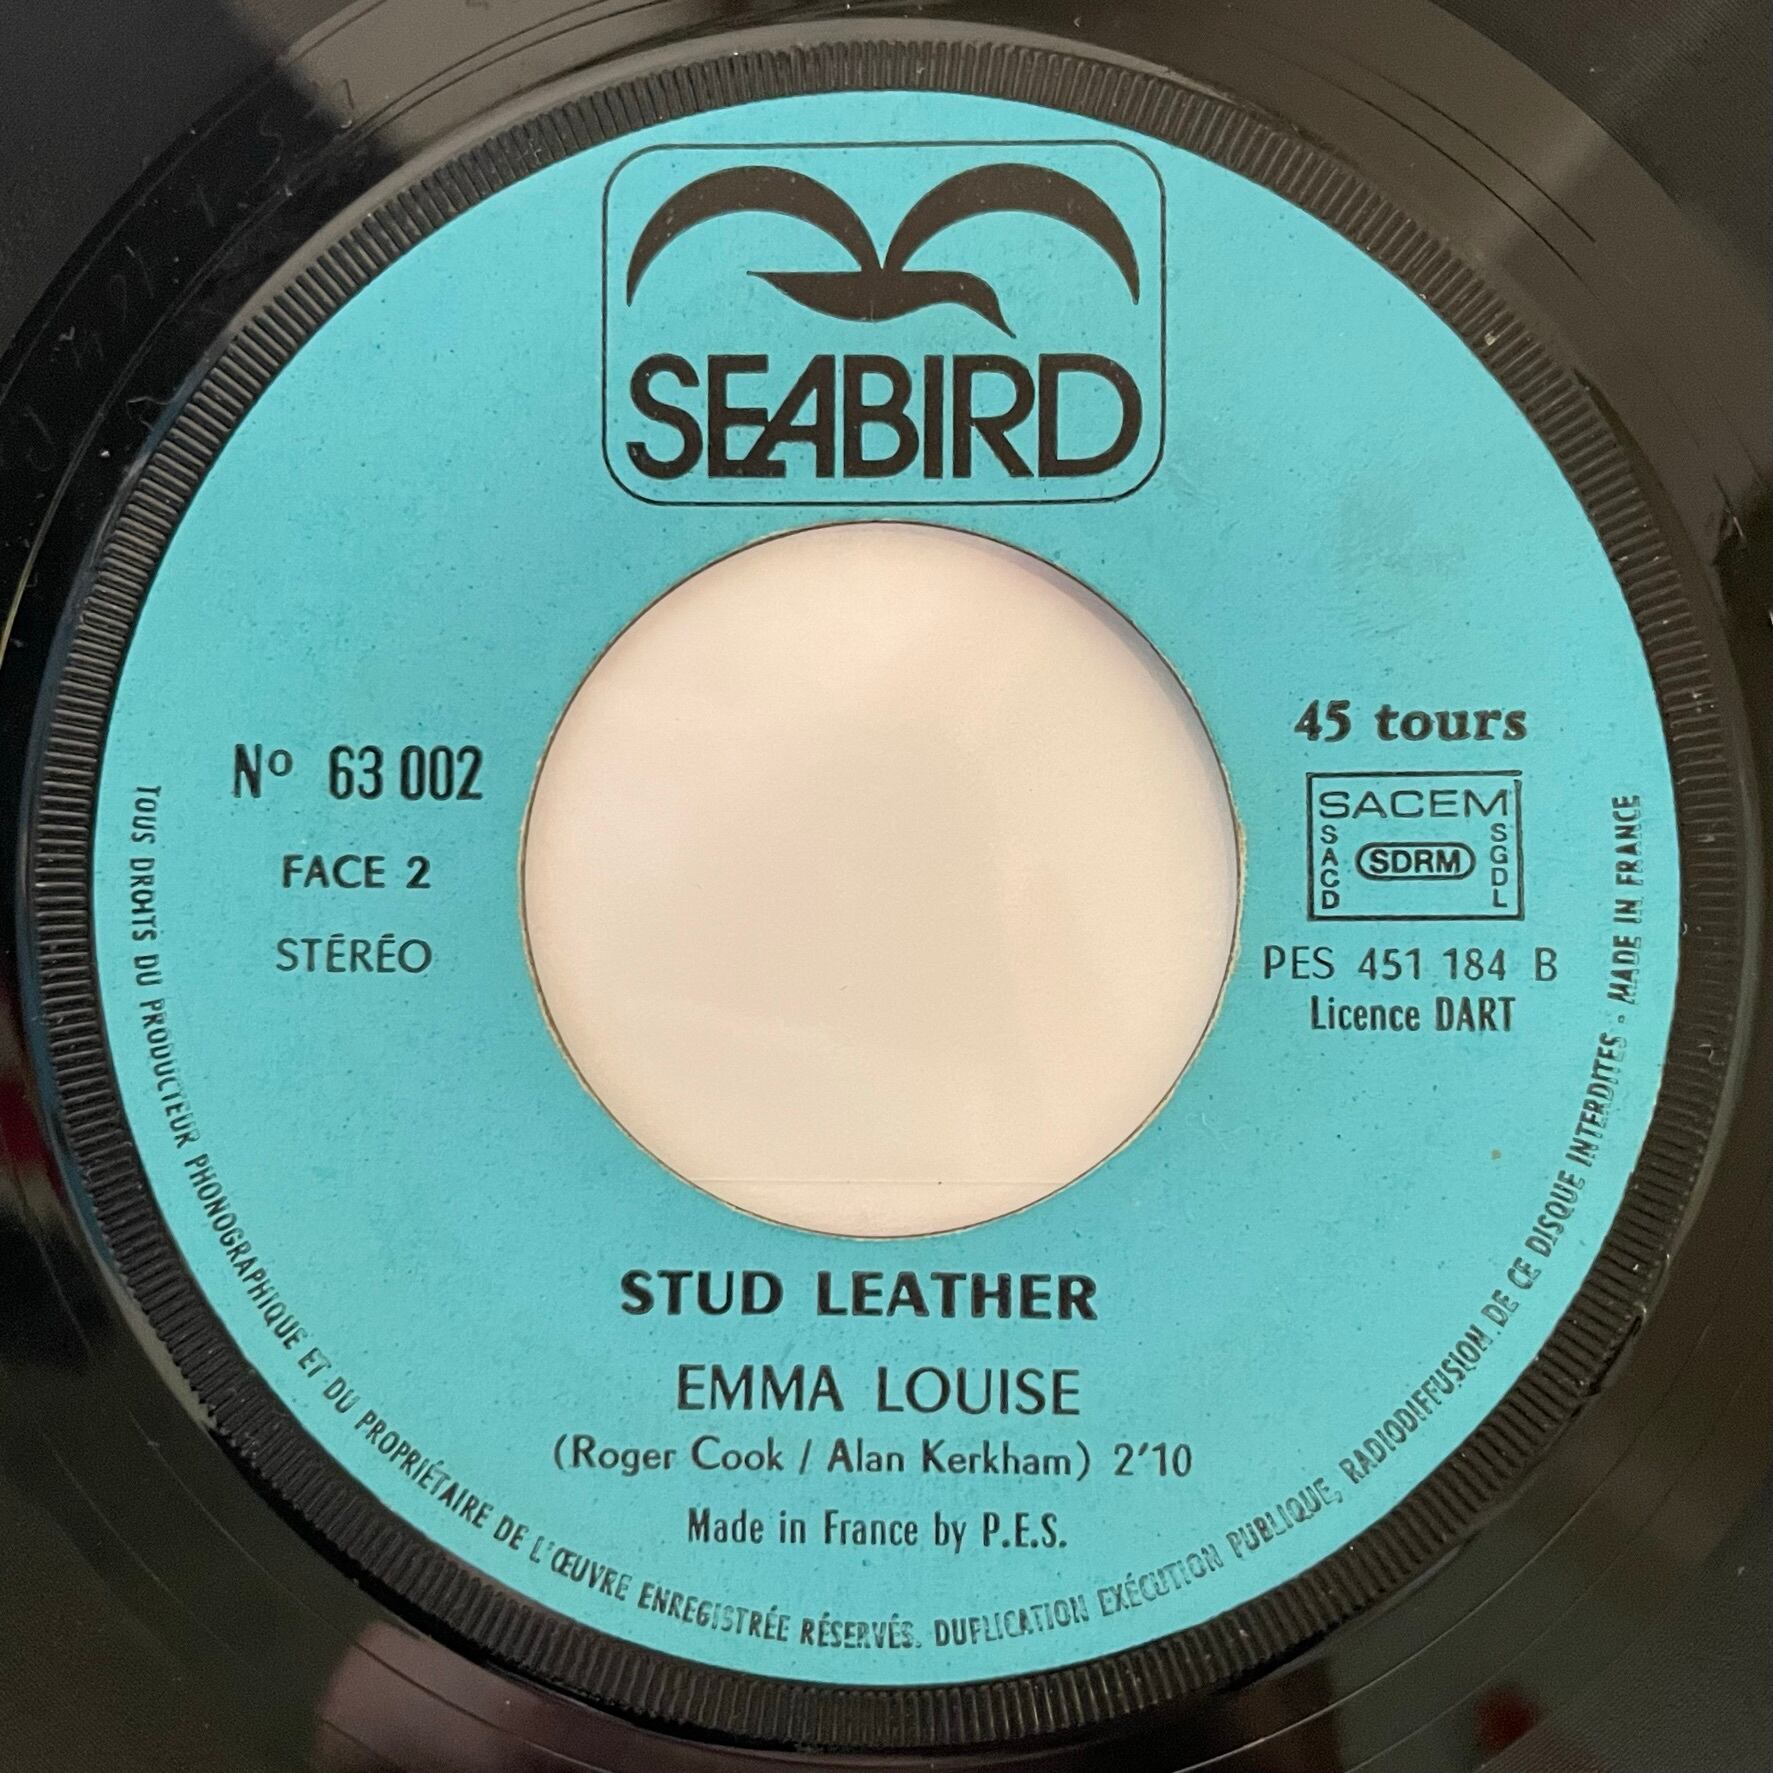 SEABIRD
Nº 63 002
FACE 2
STÉRÉO
45 tours
SACEM
SACD
SDRM
SGDL
PES 451 184 B
Licence DART
STUD LEATHER
EMMA LOUISE
(Roger Cook / Alan Kerkham) 2'10
Made in France by P.E.S.
TOUS DROITS DU PRODUCTEUR PHONOGRAPHIQUE ET DU PROPRIÉTAIRE DE L'ŒUVRE ENREGISTRÉE RÉSERVÉS. DUPLICATION EXÉCUTION PUBLIQUE, RADIODIFFUSION DE CE DISQUE INTERDITES - MADE IN FRANCE